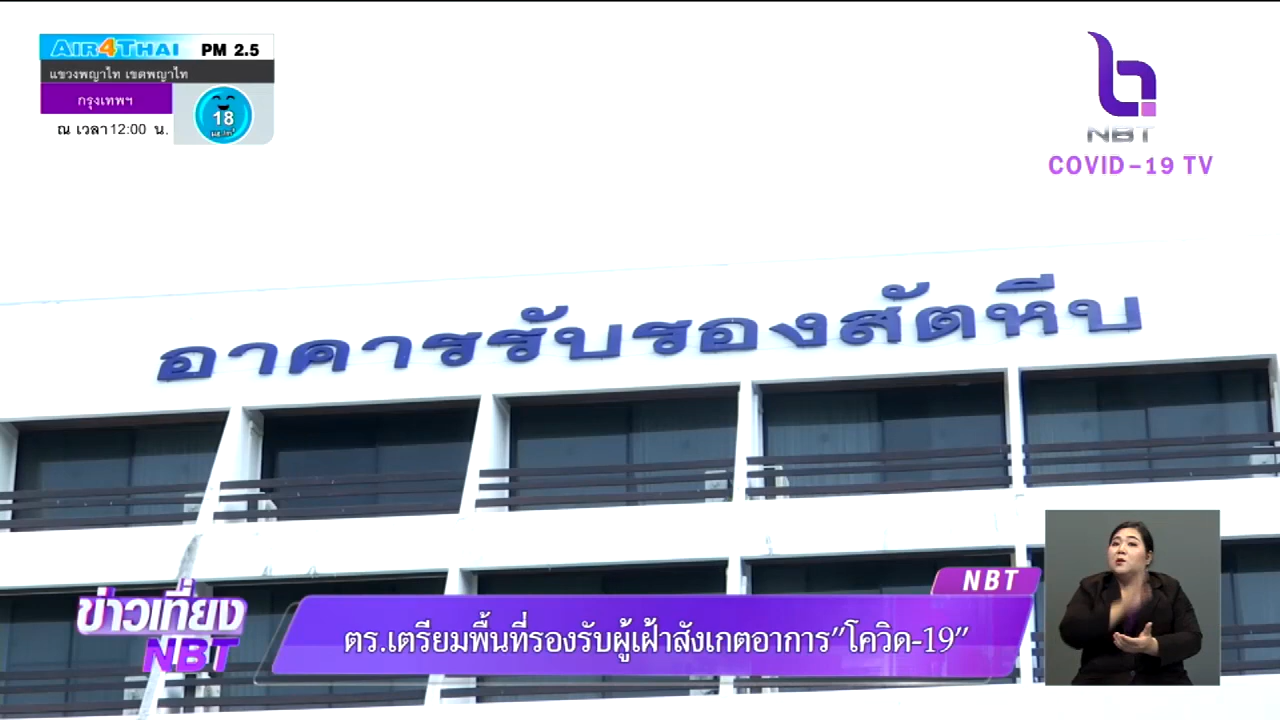 AIR4THAI PM 2.5
แขวงพญาไท เขตพญาไท
กรุงเทพฯ
18
ณ เวลา 12:00 น.
NBT
COVID-19 TV
อาคารรับรองสัตหีบ
NBT
ข่าวเที่ยง
NBT
ตร.เตรียมพื้นที่รองรับผู้เฝ้าสังเกตอาการ"โควิด-19"